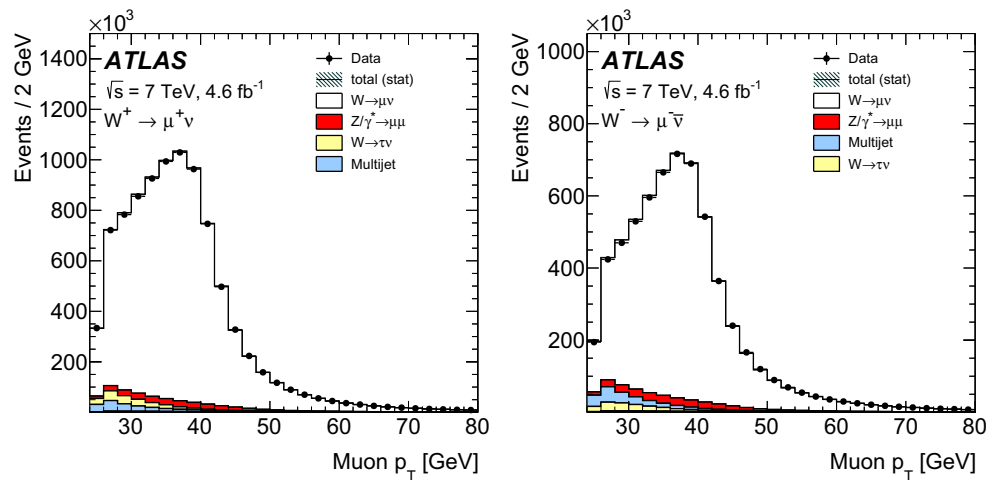 ×10³
Events / 2 GeV
1400
1200
1000
800
600
400
200
ATLAS
√s = 7 TeV, 4.6 fb⁻¹
W⁺ → μ⁺ν
Data
total (stat)
W→μν
Z/γ*→μμ
W→τν
Multijet
30 40 50 60 70 80
Muon p_T [GeV]
×10³
Events / 2 GeV
1000
800
600
400
200
ATLAS
√s = 7 TeV, 4.6 fb⁻¹
W⁻ → μ⁻ν̄
Data
total (stat)
W→μν
Z/γ*→μμ
Multijet
W→τν
30 40 50 60 70 80
Muon p_T [GeV]